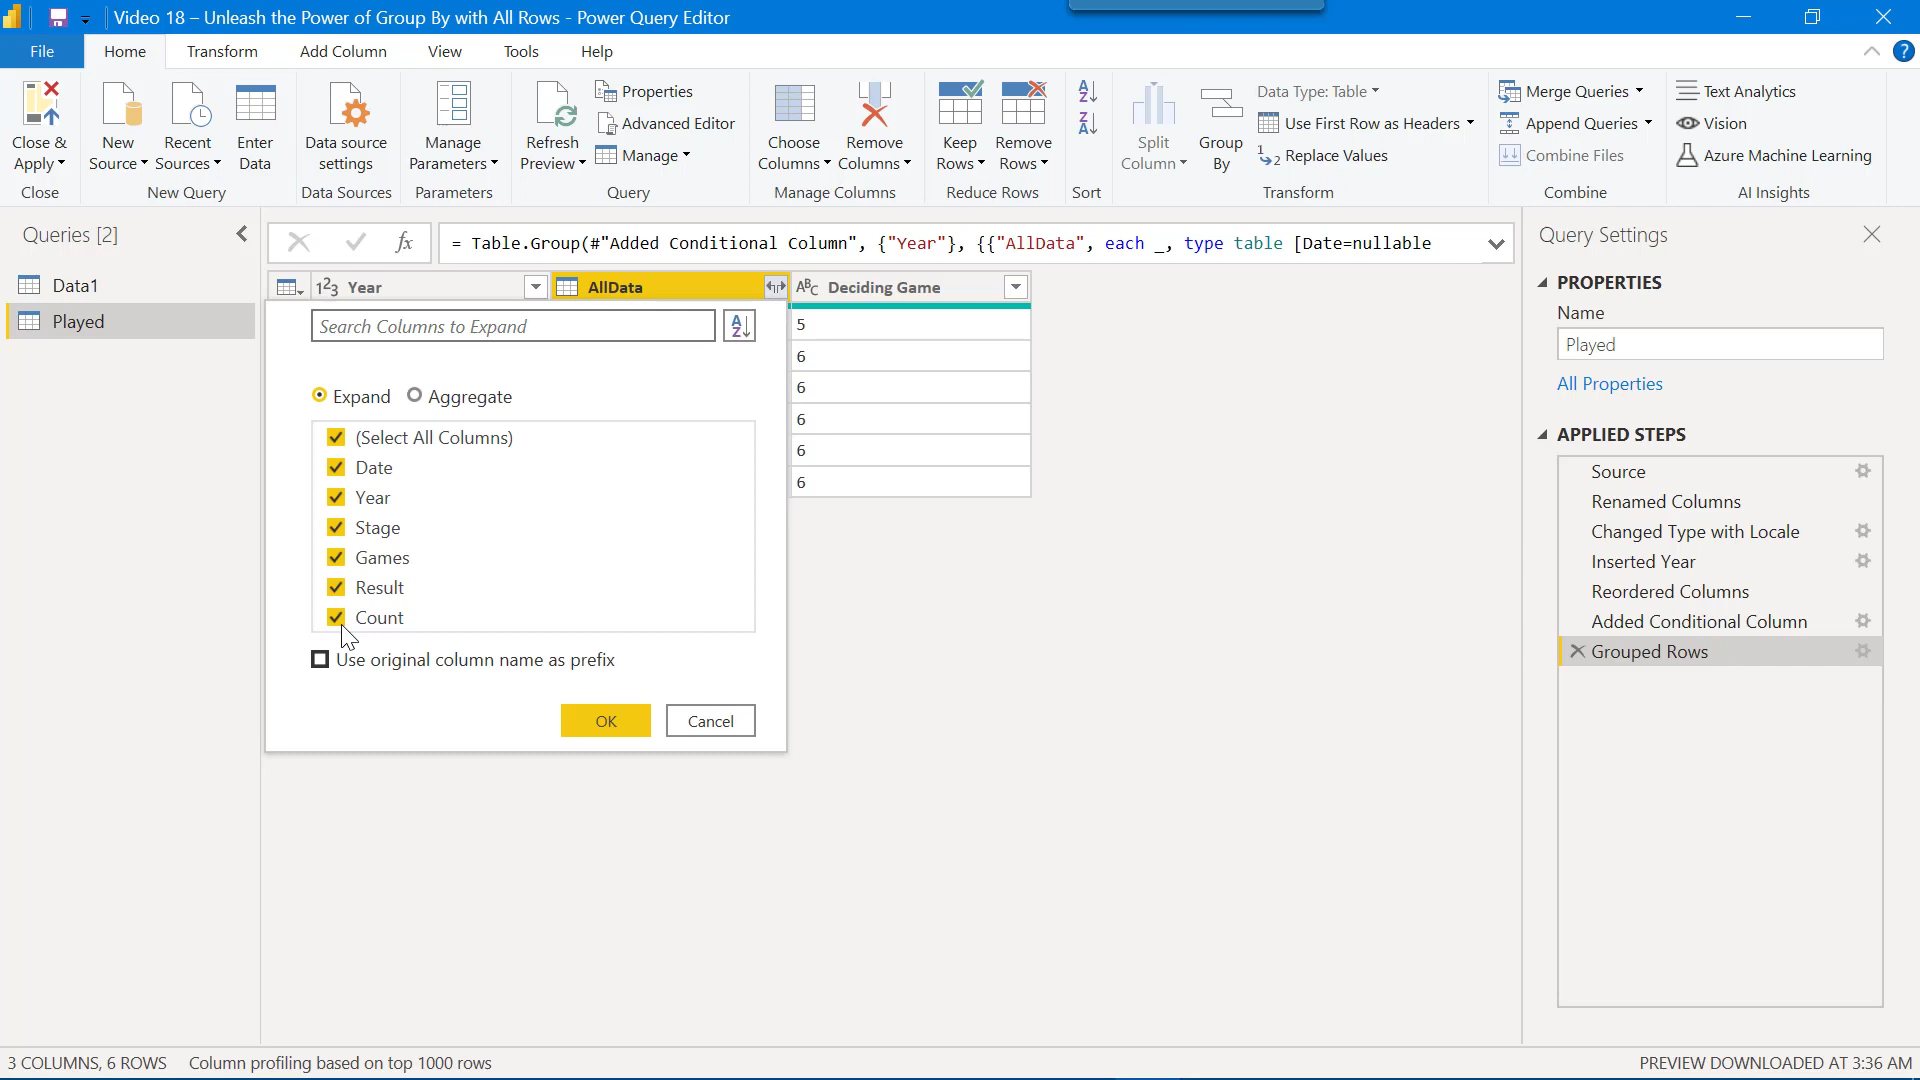 Video 18 – Unleash the Power of Group By with All Rows - Power Query Editor
File Home Transform Add Column View Tools Help
Close & Apply
Close
New Source
Recent Sources
Enter Data
New Query
Data source settings
Data Sources
Manage Parameters
Parameters
Refresh Preview
Properties
Advanced Editor
Manage
Query
Choose Columns
Remove Columns
Manage Columns
Keep Rows
Remove Rows
Reduce Rows
Sort
Split Column
Group By
Data Type: Table
Use First Row as Headers
Replace Values
Transform
Merge Queries
Append Queries
Combine Files
Combine
Text Analytics
Vision
Azure Machine Learning
AI Insights
Queries [2]
Data1
Played
fx
= Table.Group(#"Added Conditional Column", {"Year"}, {{"AllData", each _, type table [Date=nullable
123 Year
AllData
ABC Deciding Game
5
6
6
6
6
6
Search Columns to Expand
Expand Aggregate
(Select All Columns)
Date
Year
Stage
Games
Result
Count
Use original column name as prefix
OK Cancel
Query Settings
PROPERTIES
Name
Played
All Properties
APPLIED STEPS
Source
Renamed Columns
Changed Type with Locale
Inserted Year
Reordered Columns
Added Conditional Column
Grouped Rows
3 COLUMNS, 6 ROWS Column profiling based on top 1000 rows
PREVIEW DOWNLOADED AT 3:36 AM